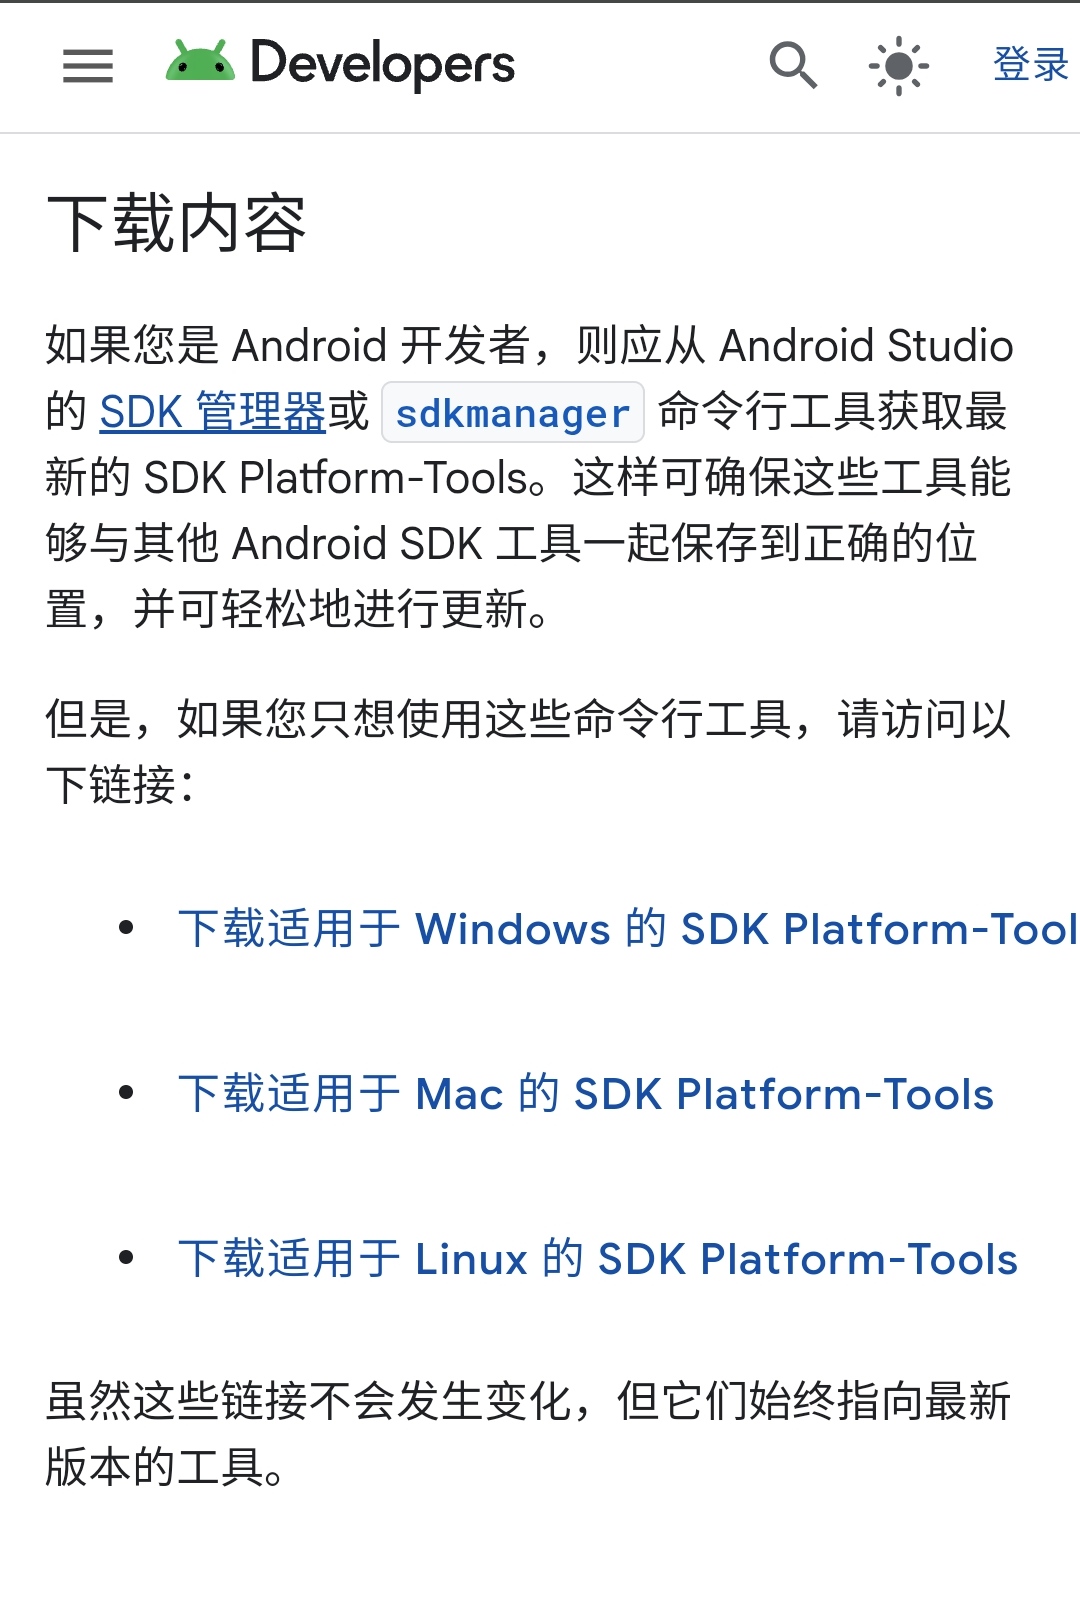 Developers
登录
下载内容
如果您是 Android 开发者，则应从 Android Studio
的 SDK 管理器或 sdkmanager 命令行工具获取最
新的 SDK Platform-Tools。这样可确保这些工具能
够与其他 Android SDK 工具一起保存到正确的位
置，并可轻松地进行更新。
但是，如果您只想使用这些命令行工具，请访问以
下链接：
下载适用于 Windows 的 SDK Platform-Tool
下载适用于 Mac 的 SDK Platform-Tools
下载适用于 Linux 的 SDK Platform-Tools
虽然这些链接不会发生变化，但它们始终指向最新
版本的工具。